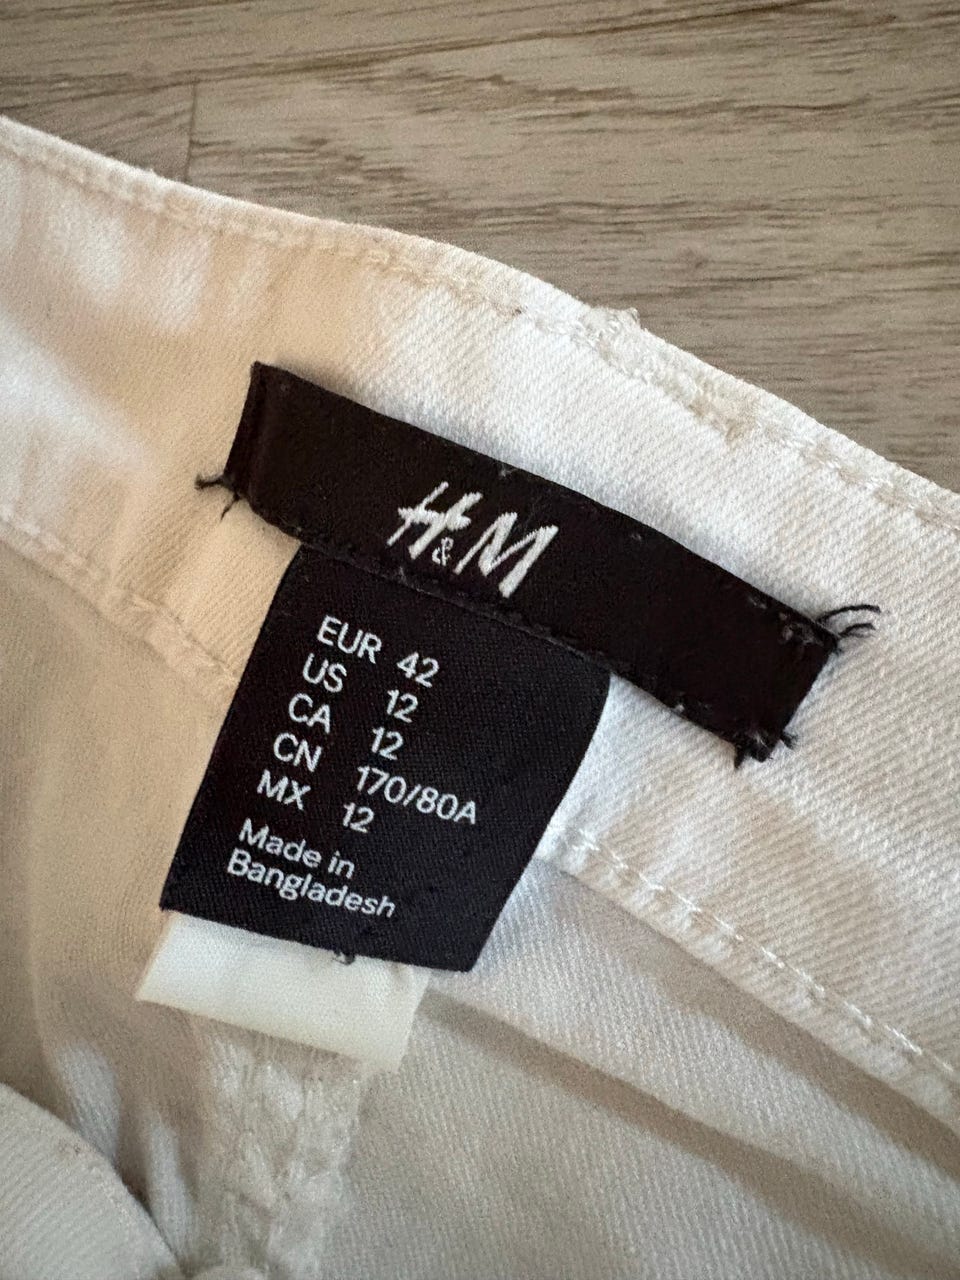 H&M
EUR 42
US 12
CA 12
CN 170/80A
MX 12
Made in
Bangladesh